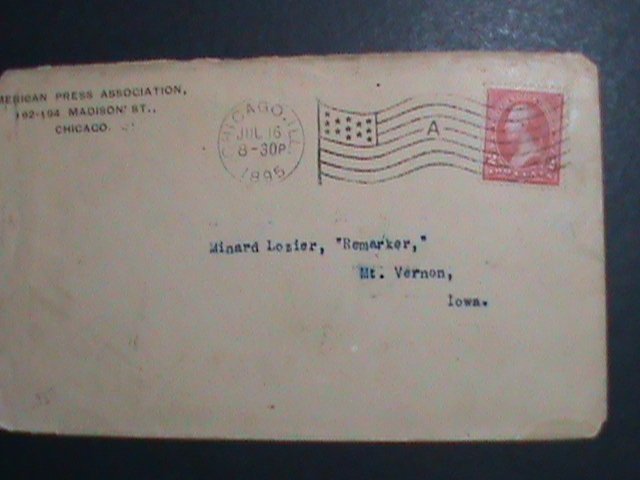 MERICAN PRESS ASSOCIATION,
192-194 MADISON ST.,
CHICAGO.
CHICAGO, ILL.
JUL 16
8-30P
1895
A
Minard Lozier, "Remarker,"
Mt. Vernon,
Iowa.